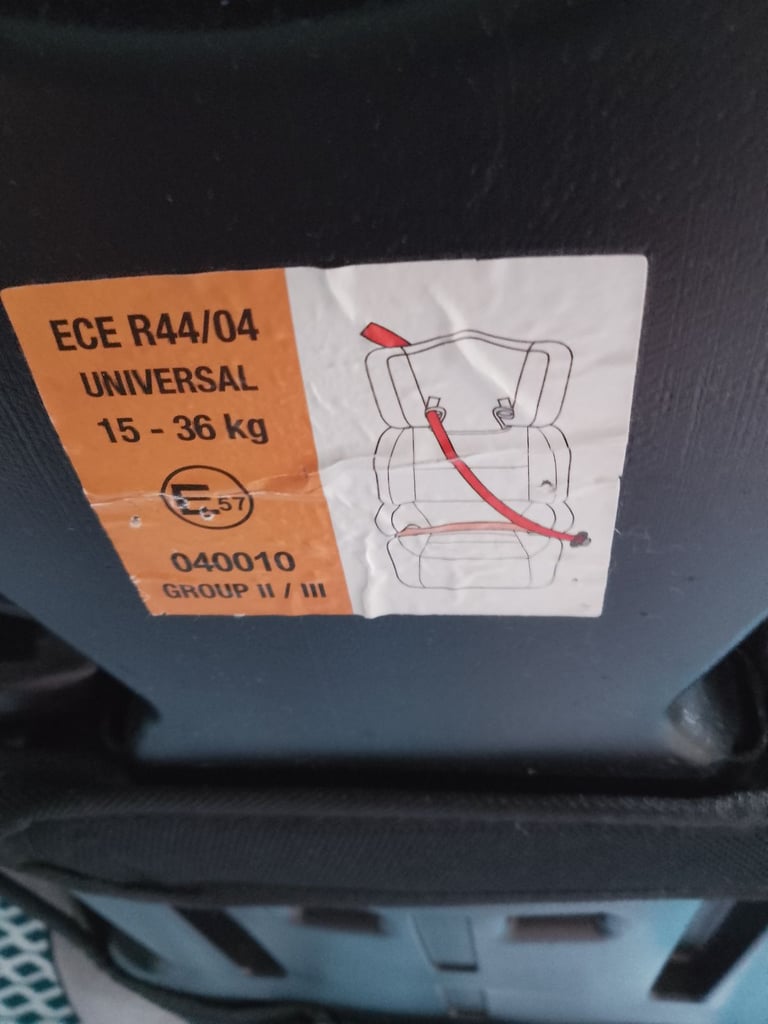 ECE R44/04
UNIVERSAL
15 - 36 kg
E 57
040010
GROUP II / III